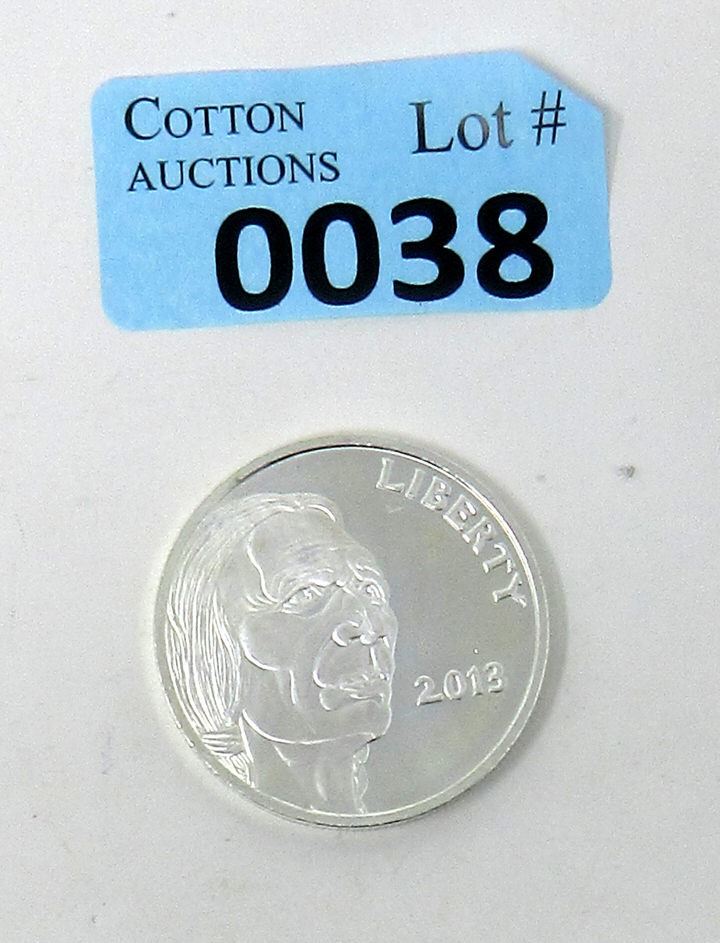 COTTON
AUCTIONS
Lot #
0038
LIBERTY
2013